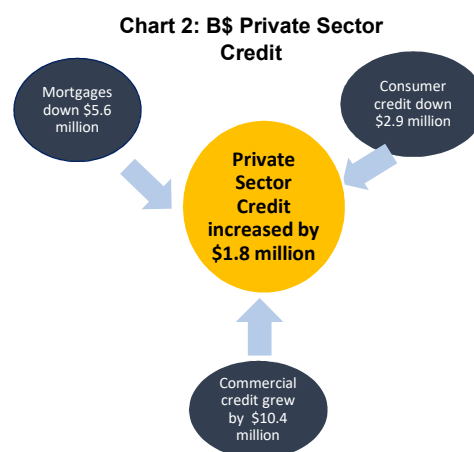 Chart 2: B$ Private Sector
Credit
Mortgages
down $5.6
million
Consumer
credit down
$2.9 million
Private
Sector
Credit
increased by
$1.8 million
Commercial
credit grew
by $10.4
million